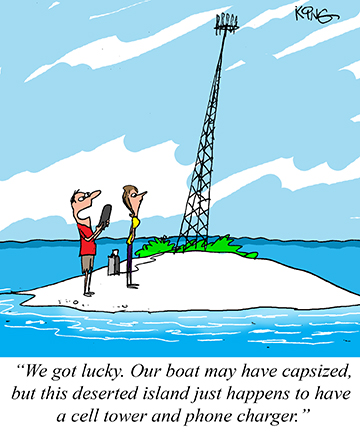 KING
“We got lucky. Our boat may have capsized,
but this deserted island just happens to have
a cell tower and phone charger.”